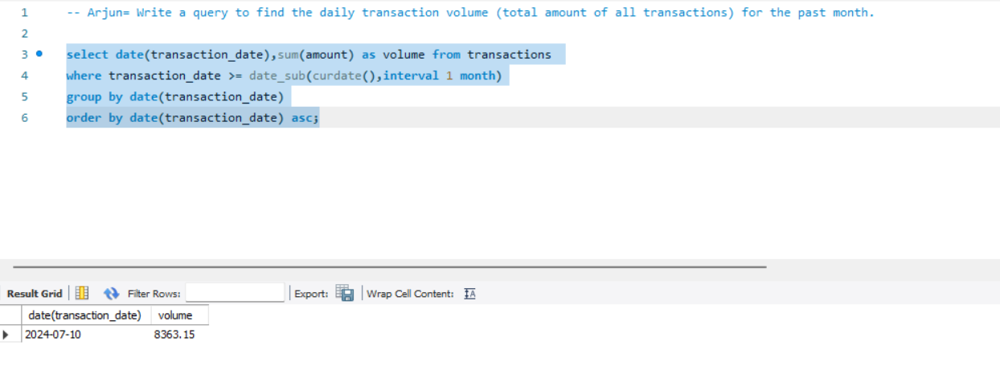 1 -- Arjun= Write a query to find the daily transaction volume (total amount of all transactions) for the past month.
2
3 select date(transaction_date),sum(amount) as volume from transactions
4 where transaction_date >= date_sub(curdate(),interval 1 month)
5 group by date(transaction_date)
6 order by date(transaction_date) asc;
Result Grid Filter Rows: Export: Wrap Cell Content: IA
date(transaction_date) volume
2024-07-10 8363.15